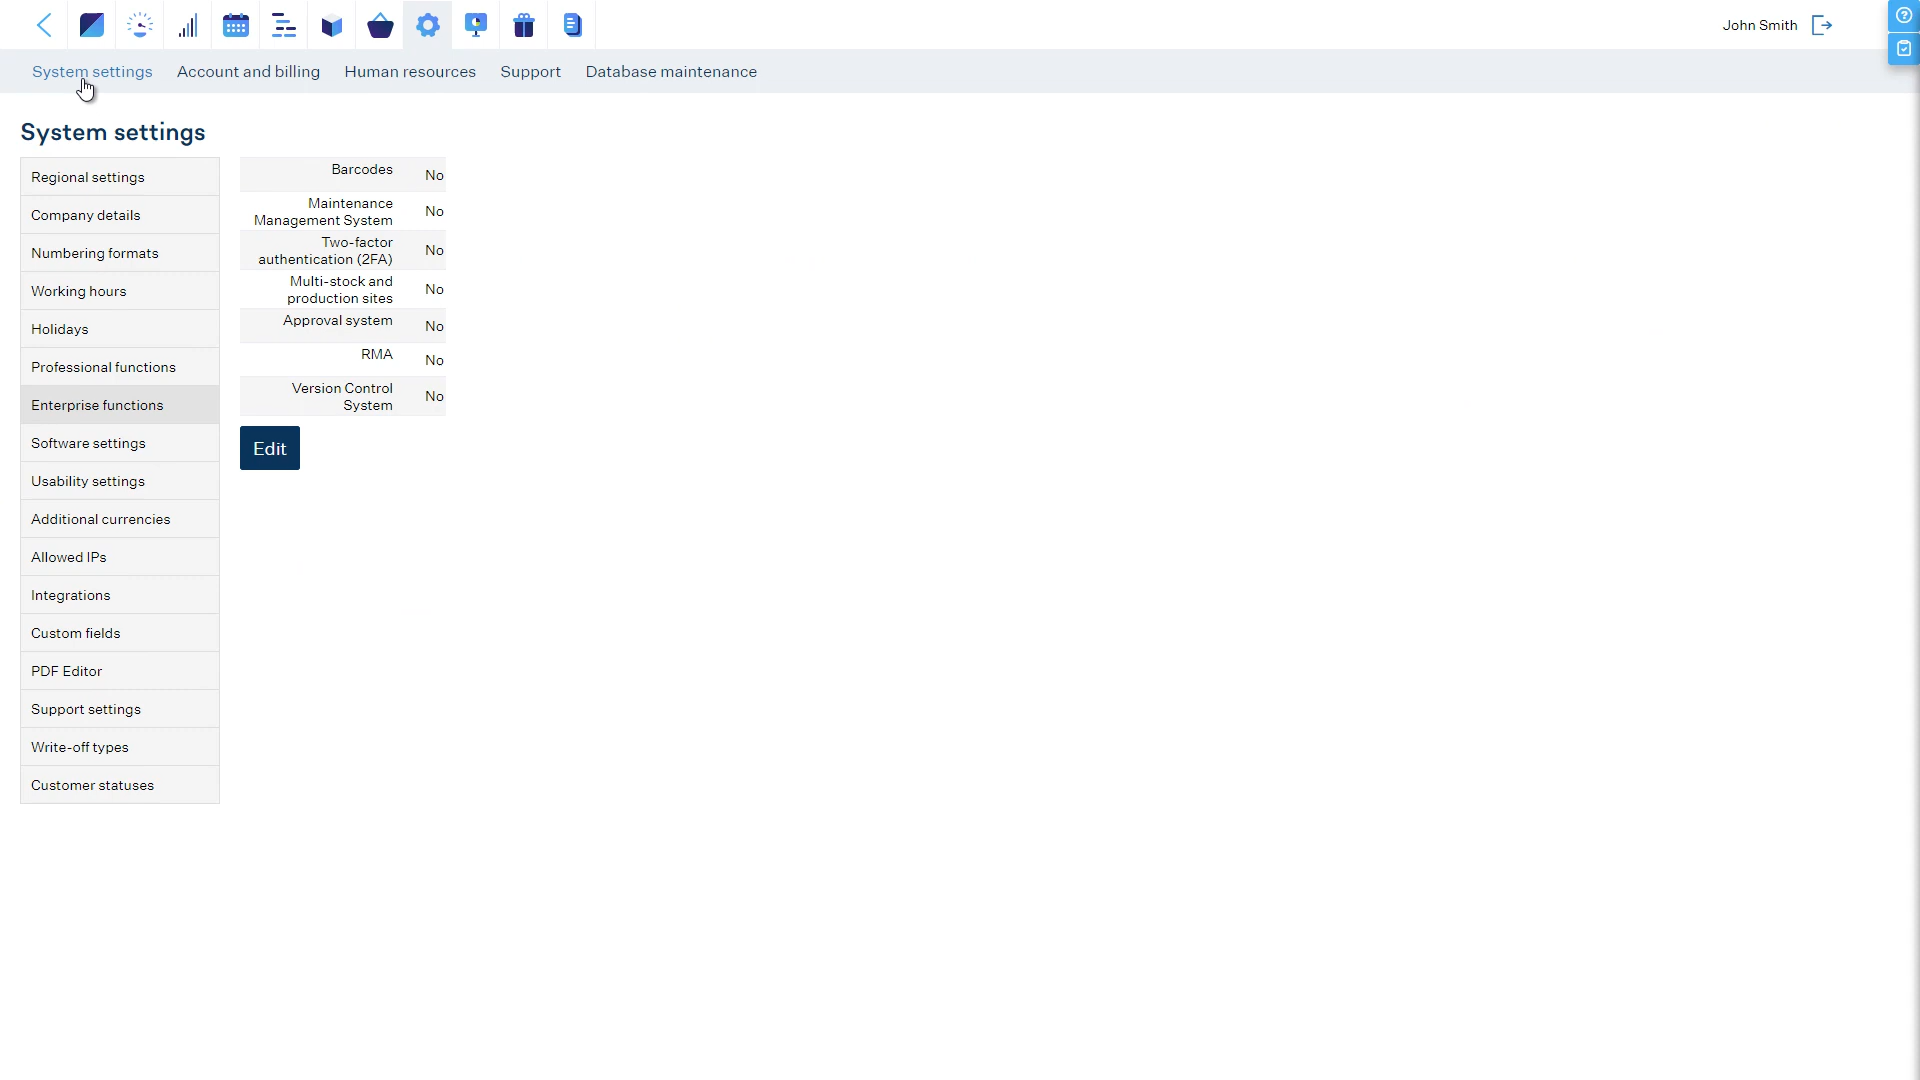 John Smith
System settings Account and billing Human resources Support Database maintenance
System settings
Regional settings
Company details
Numbering formats
Working hours
Holidays
Professional functions
Enterprise functions
Software settings
Usability settings
Additional currencies
Allowed IPs
Integrations
Custom fields
PDF Editor
Support settings
Write-off types
Customer statuses
Barcodes No
Maintenance
Management System No
Two-factor
authentication (2FA) No
Multi-stock and
production sites No
Approval system No
RMA No
Version Control
System No
Edit